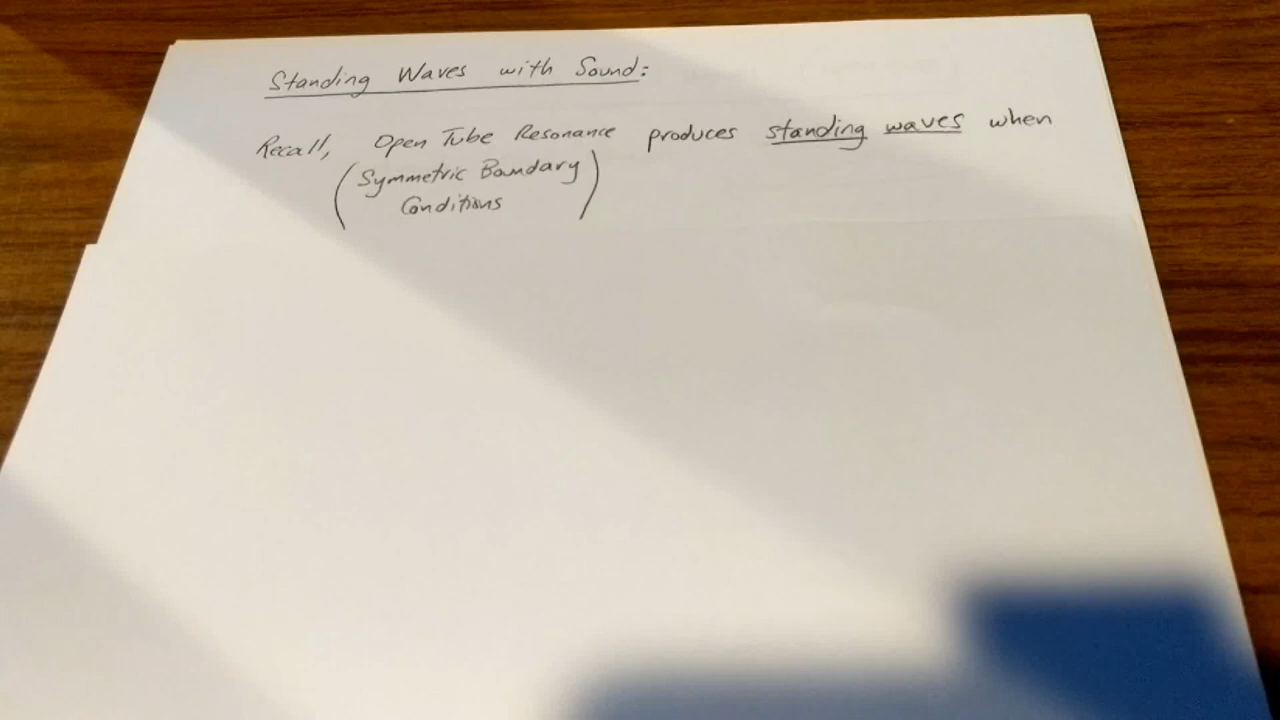 Standing Waves with Sound:
Recall, Open Tube Resonance produces standing waves when
(Symmetric Boundary
Conditions)